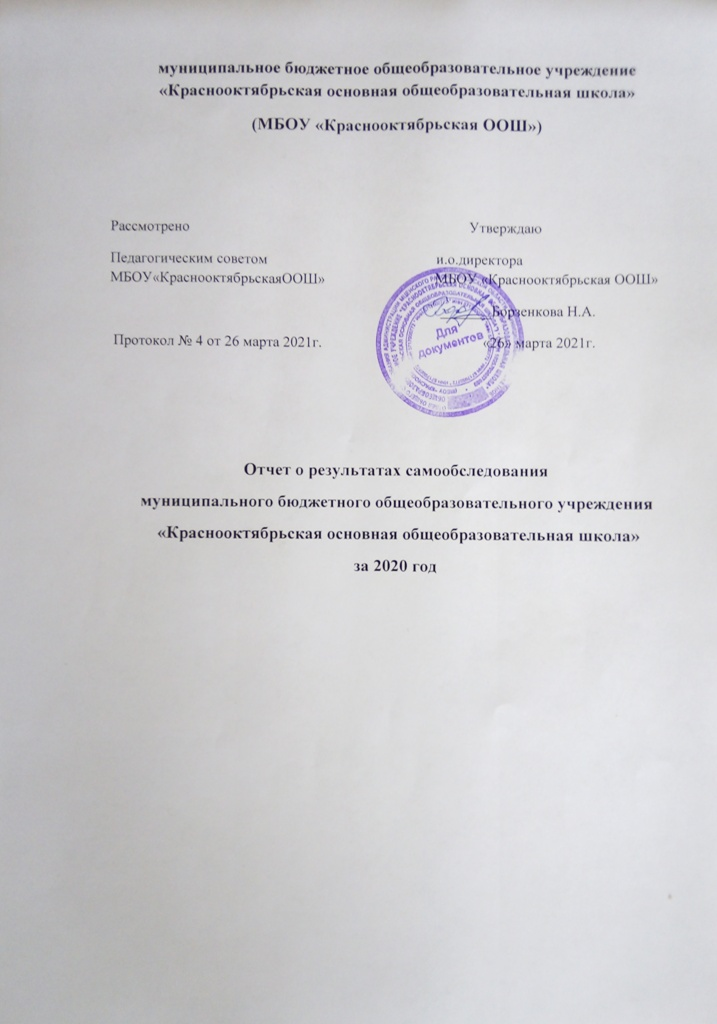 муниципальное бюджетное общеобразовательное учреждение
«Краснооктябрьская основная общеобразовательная школа»
(МБОУ «Краснооктябрьская ООШ»)
Рассмотрено
Утверждаю
Педагогическим советом
и.о.директора
МБОУ«КраснооктябрьскаяООШ»
МБОУ «Краснооктябрьская ООШ»
Борзенкова Н.А.
Протокол № 4 от 26 марта 2021г.
«26» марта 2021г.
Для
документов
Отчет о результатах самообследования
муниципального бюджетного общеобразовательного учреждения
«Краснооктябрьская основная общеобразовательная школа»
за 2020 год